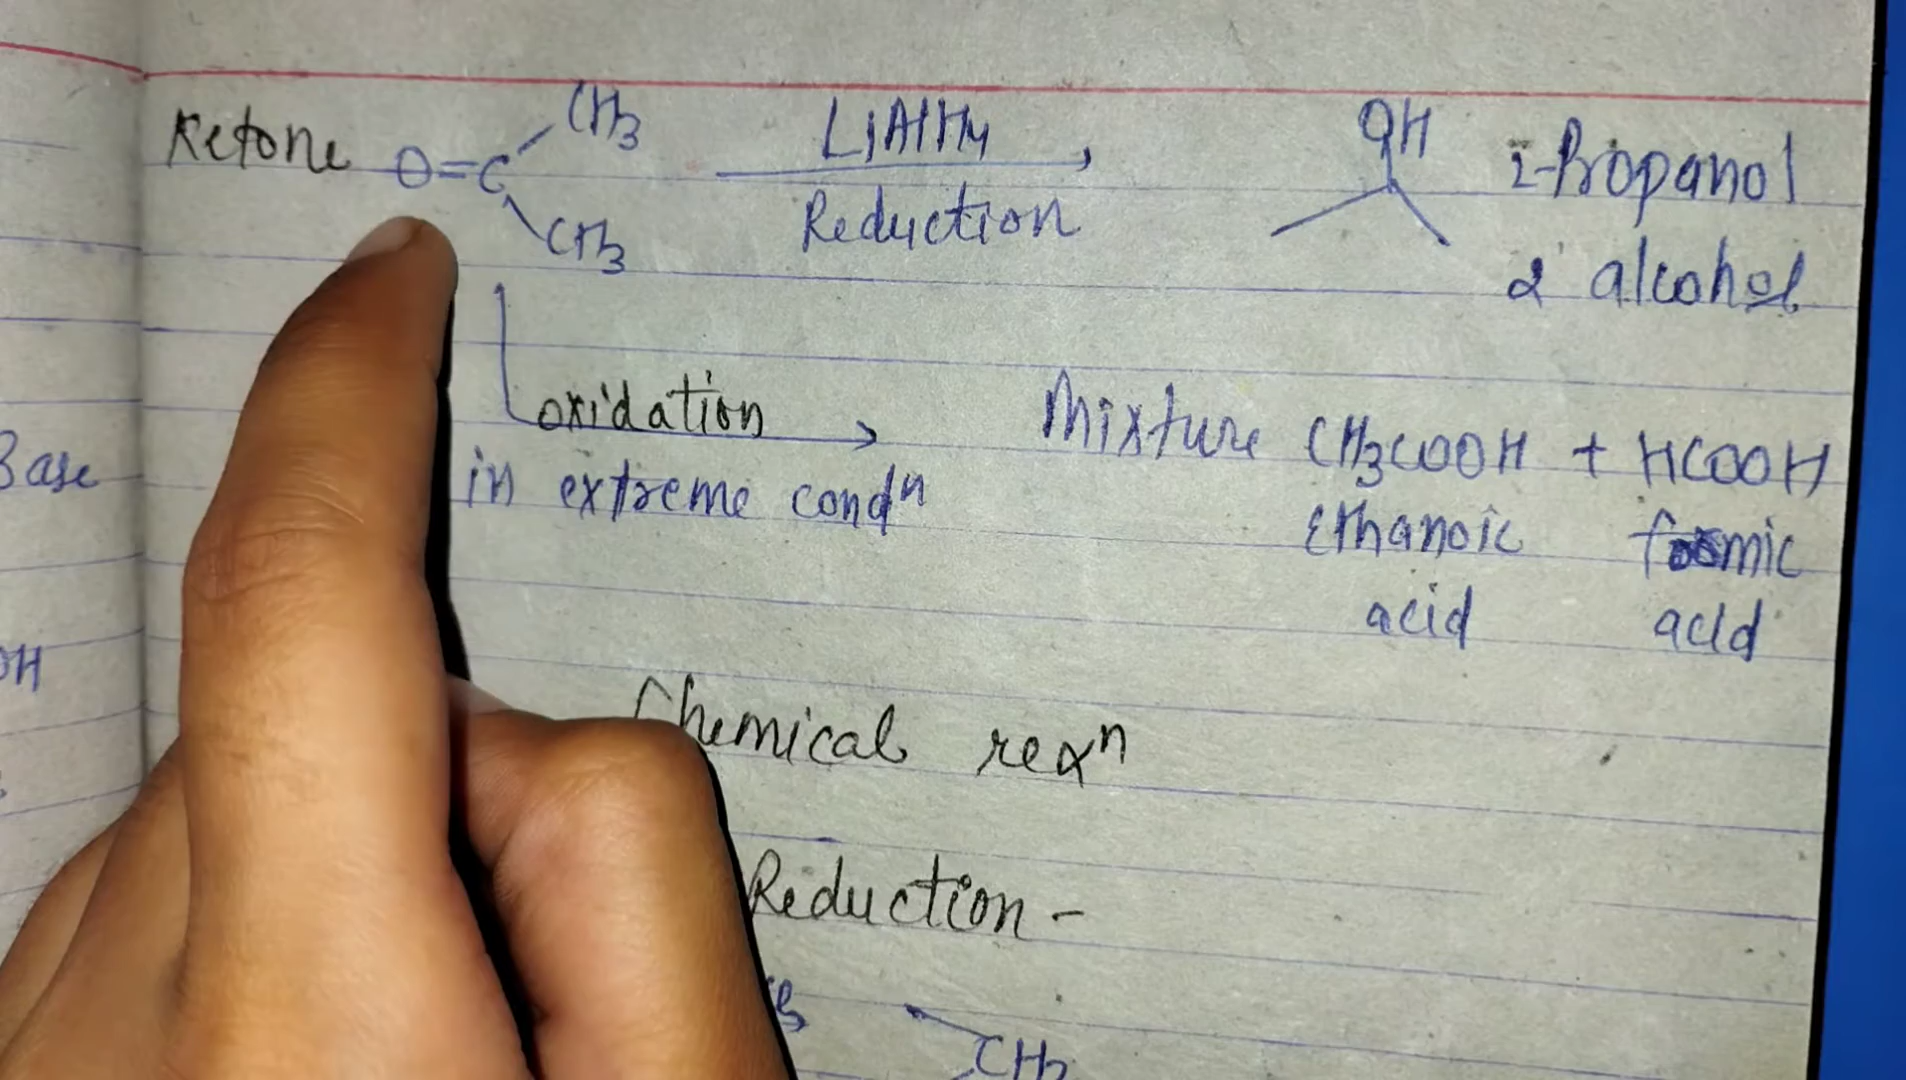 Ketone O=C CH3 CH3 LiAlH4 Reduction OH 2-Propanol
2° alcohol
oxidation Mixture CH3COOH + HCOOH
in extreme condn Ethanoic formic
acid acid
Base
OH
Chemical rexn
Reduction -
CH3